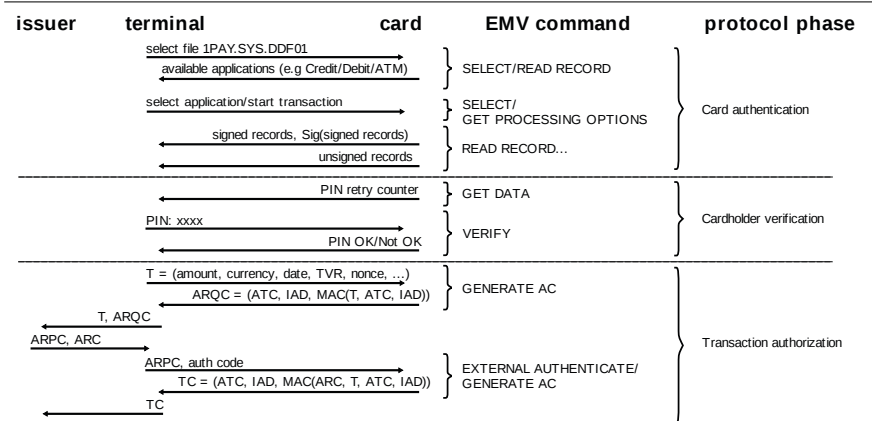 issuer terminal card EMV command protocol phase
select file 1PAY.SYS.DDF01
available applications (e.g Credit/Debit/ATM)
SELECT/READ RECORD
select application/start transaction
SELECT/
GET PROCESSING OPTIONS
Card authentication
signed records, Sig(signed records)
unsigned records
READ RECORD...
PIN retry counter
GET DATA
PIN: xxxx
PIN OK/Not OK
VERIFY
Cardholder verification
T = (amount, currency, date, TVR, nonce, ...)
ARQC = (ATC, IAD, MAC(T, ATC, IAD))
GENERATE AC
T, ARQC
ARPC, ARC
Transaction authorization
ARPC, auth code
TC = (ATC, IAD, MAC(ARC, T, ATC, IAD))
EXTERNAL AUTHENTICATE/
GENERATE AC
TC